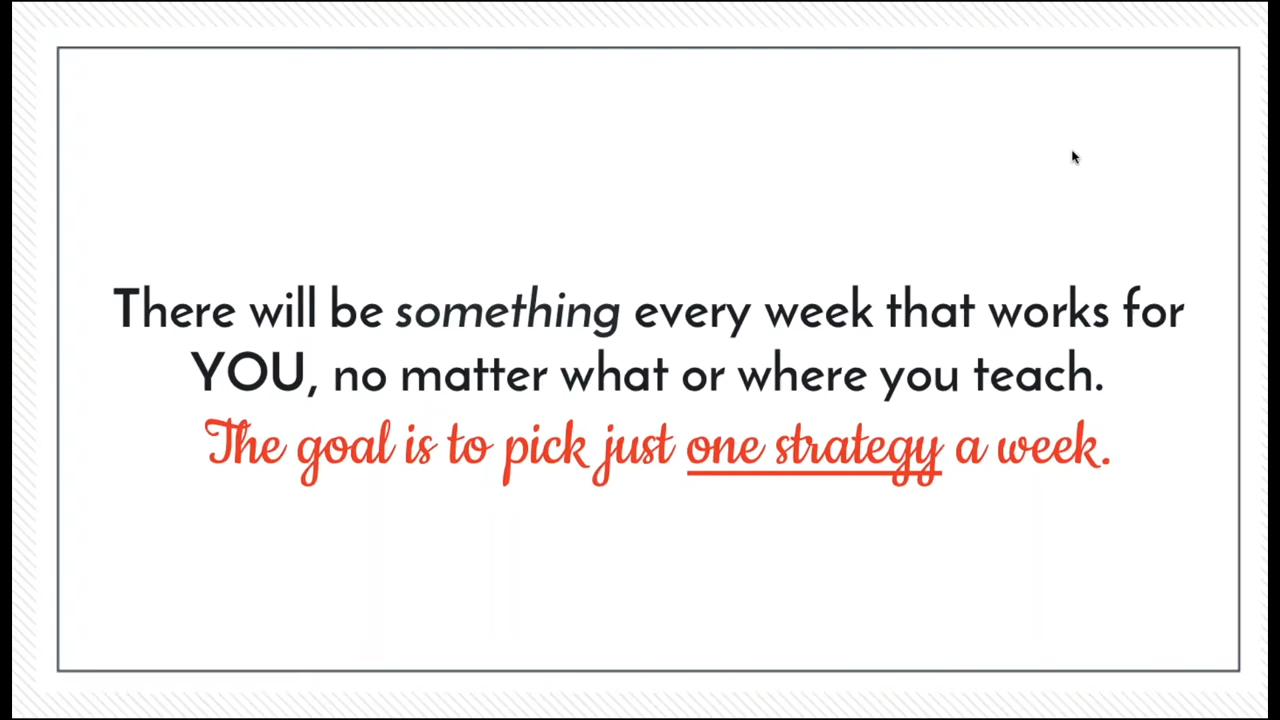 There will be something every week that works for
YOU, no matter what or where you teach.
The goal is to pick just one strategy a week.